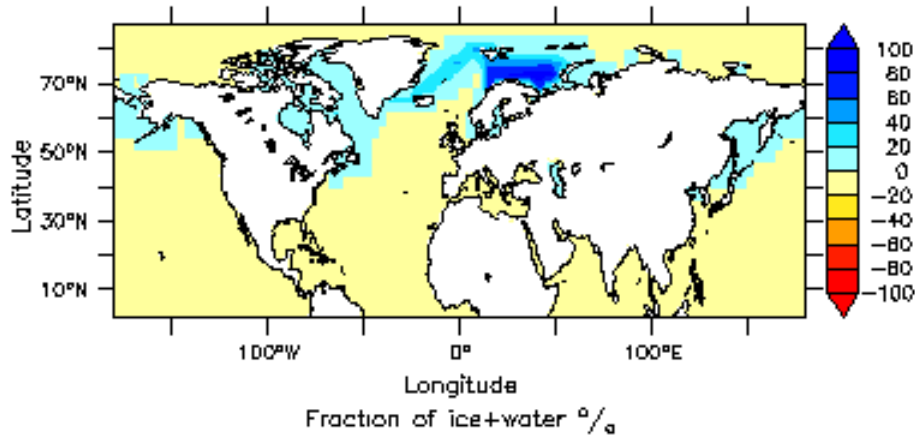 70°N
50°N
30°N
10°N
Latitude
100°W 0° 100°E
Longitude
Fraction of ice+water °/o
100
80
60
40
20
0
−20
−40
−60
−80
−100